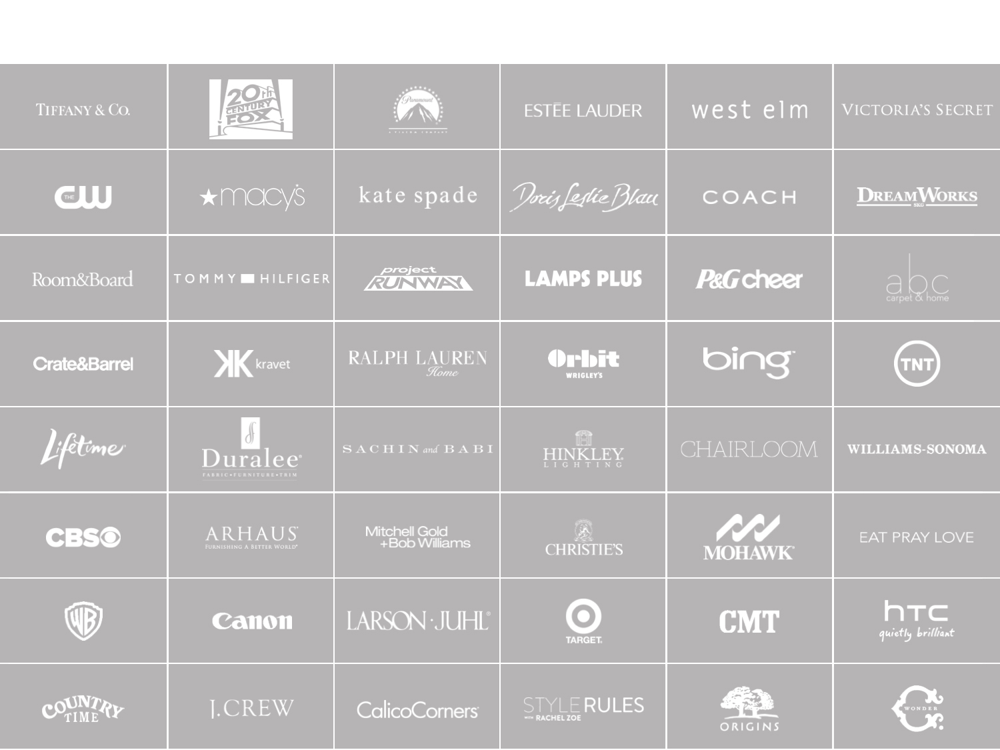 TIFFANY & CO.
20th
CENTURY
FOX
Paramount
A VIACOM COMPANY
ESTĒE LAUDER
west elm
VICTORIA'S SECRET
THE CW
★macy's
kate spade
Doris Leslie Blau
COACH
DREAMWORKS
SKG
Room&Board
TOMMY HILFIGER
project
RUNWAY
LAMPS PLUS
P&G cheer
abc
carpet & home
Crate&Barrel
KK kravet
RALPH LAUREN
Home
Orbit
WRIGLEY'S
bing™
TNT
Lifetime
Duralee®
FABRIC•FURNITURE•TRIM
SACHIN and BABI
H
HINKLEY
LIGHTING
CHAIRLOOM
WILLIAMS-SONOMA
CBS
ARHAUS
FURNISHING A BETTER WORLD
Mitchell Gold
+Bob Williams
CHRISTIE'S
MOHAWK
EAT PRAY LOVE
WB
Canon
LARSON·JUHL®
TARGET
CMT
hTC
quietly brilliant
COUNTRY
TIME
J.CREW
CalicoCorners
STYLE RULES
WITH RACHEL ZOE
ORIGINS
C WONDER